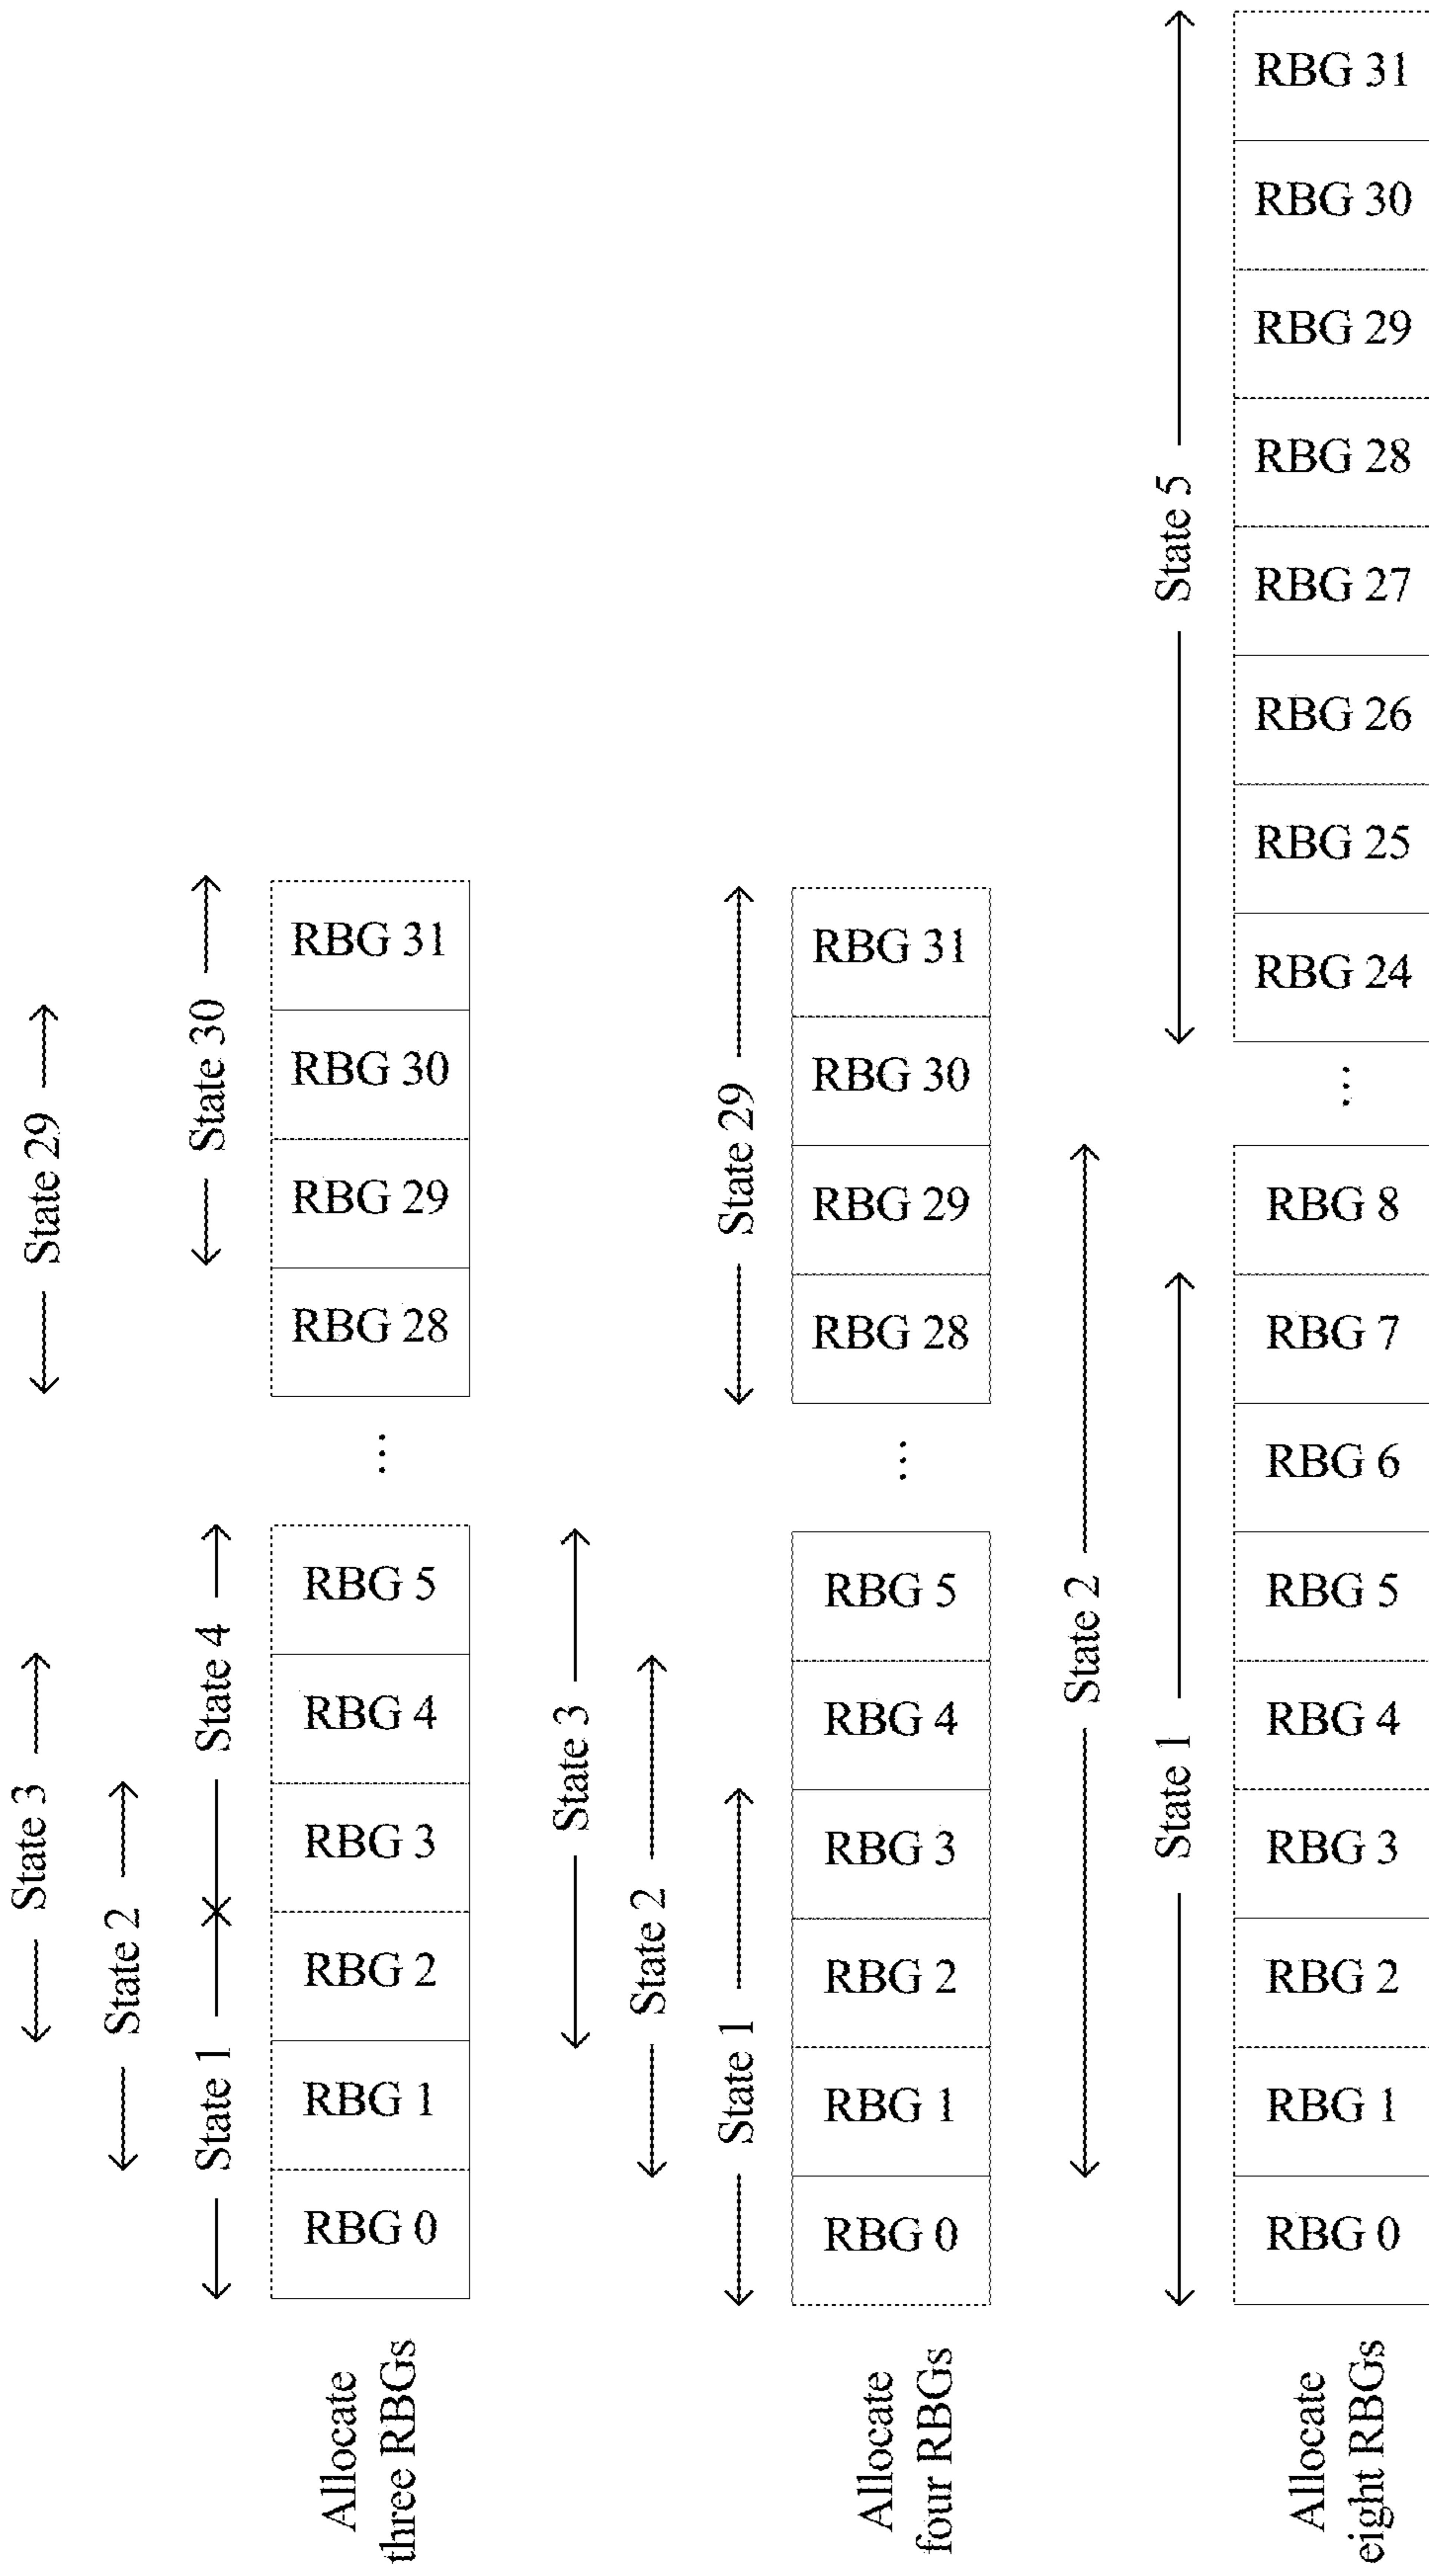 State 3
State 29
State 2
State 1
State 4
State 30
Allocate
three RBGs
RBG 0
RBG 1
RBG 2
RBG 3
RBG 4
RBG 5
...
RBG 28
RBG 29
RBG 30
RBG 31
State 3
State 2
State 1
State 29
Allocate
four RBGs
RBG 0
RBG 1
RBG 2
RBG 3
RBG 4
RBG 5
...
RBG 28
RBG 29
RBG 30
RBG 31
State 2
State 1
State 5
Allocate
eight RBGs
RBG 0
RBG 1
RBG 2
RBG 3
RBG 4
RBG 5
RBG 6
RBG 7
RBG 8
...
RBG 24
RBG 25
RBG 26
RBG 27
RBG 28
RBG 29
RBG 30
RBG 31